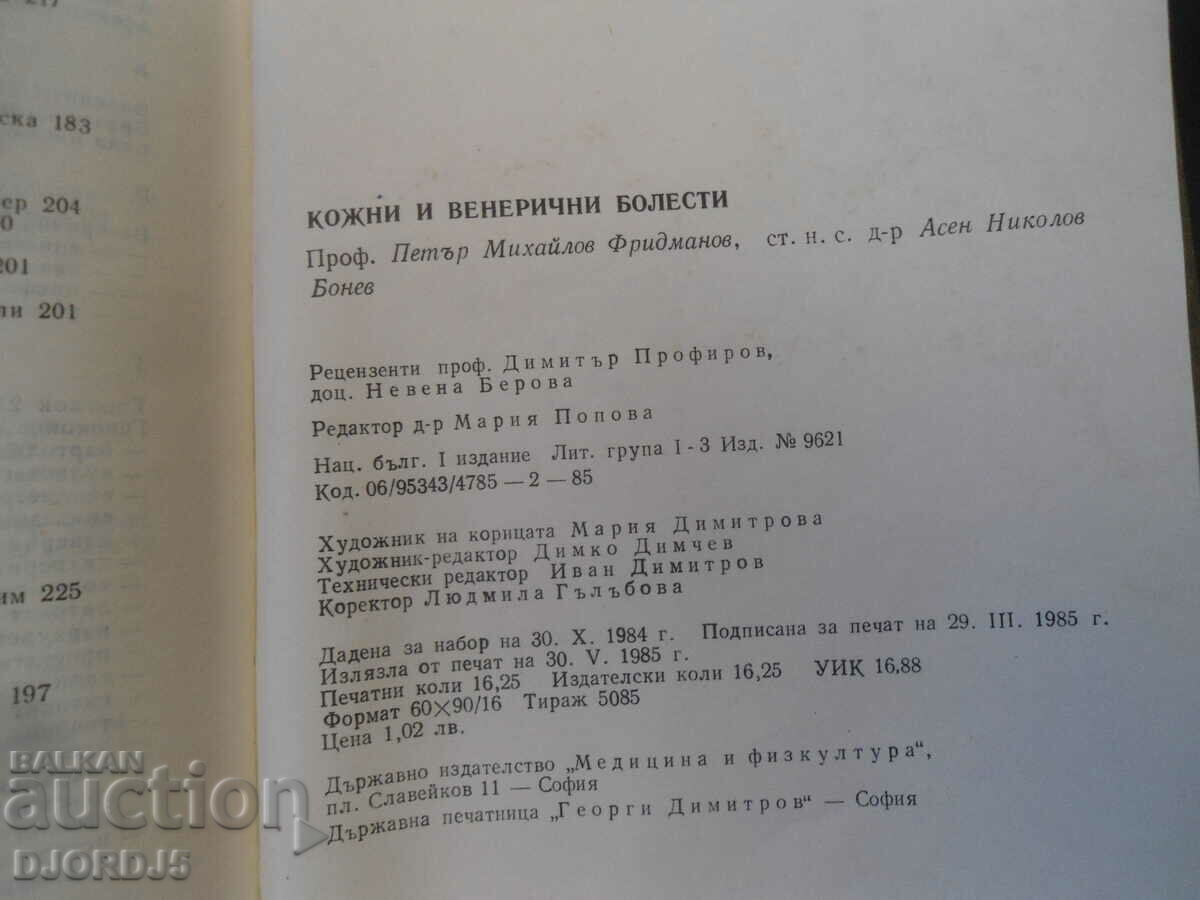 217
ска 183
ер 204
0
201
ли 201
им 225
197
КОЖНИ И ВЕНЕРИЧНИ БОЛЕСТИ
Проф. Петър Михайлов Фридманов, ст. н. с. д-р Асен Николов
Бонев
Рецензенти проф. Димитър Профиров,
доц. Невена Берова
Редактор д-р Мария Попова
Нац. бълг. I издание Лит. група I - 3 Изд. № 9621
Код. 06/95343/4785 — 2 — 85
Художник на корицата Мария Димитрова
Художник-редактор Димко Димчев
Технически редактор Иван Димитров
Коректор Людмила Гълъбова
Дадена за набор на 30. X. 1984 г. Подписана за печат на 29. III. 1985 г.
Излязла от печат на 30. V. 1985 г.
Печатни коли 16,25 Издателски коли 16,25 УИК 16,88
Формат 60×90/16 Тираж 5085
Цена 1,02 лв.
Държавно издателство „Медицина и физкултура“,
пл. Славейков 11 — София
Държавна печатница „Георги Димитров“ — София
BALKAN
auction
DJORDJ5